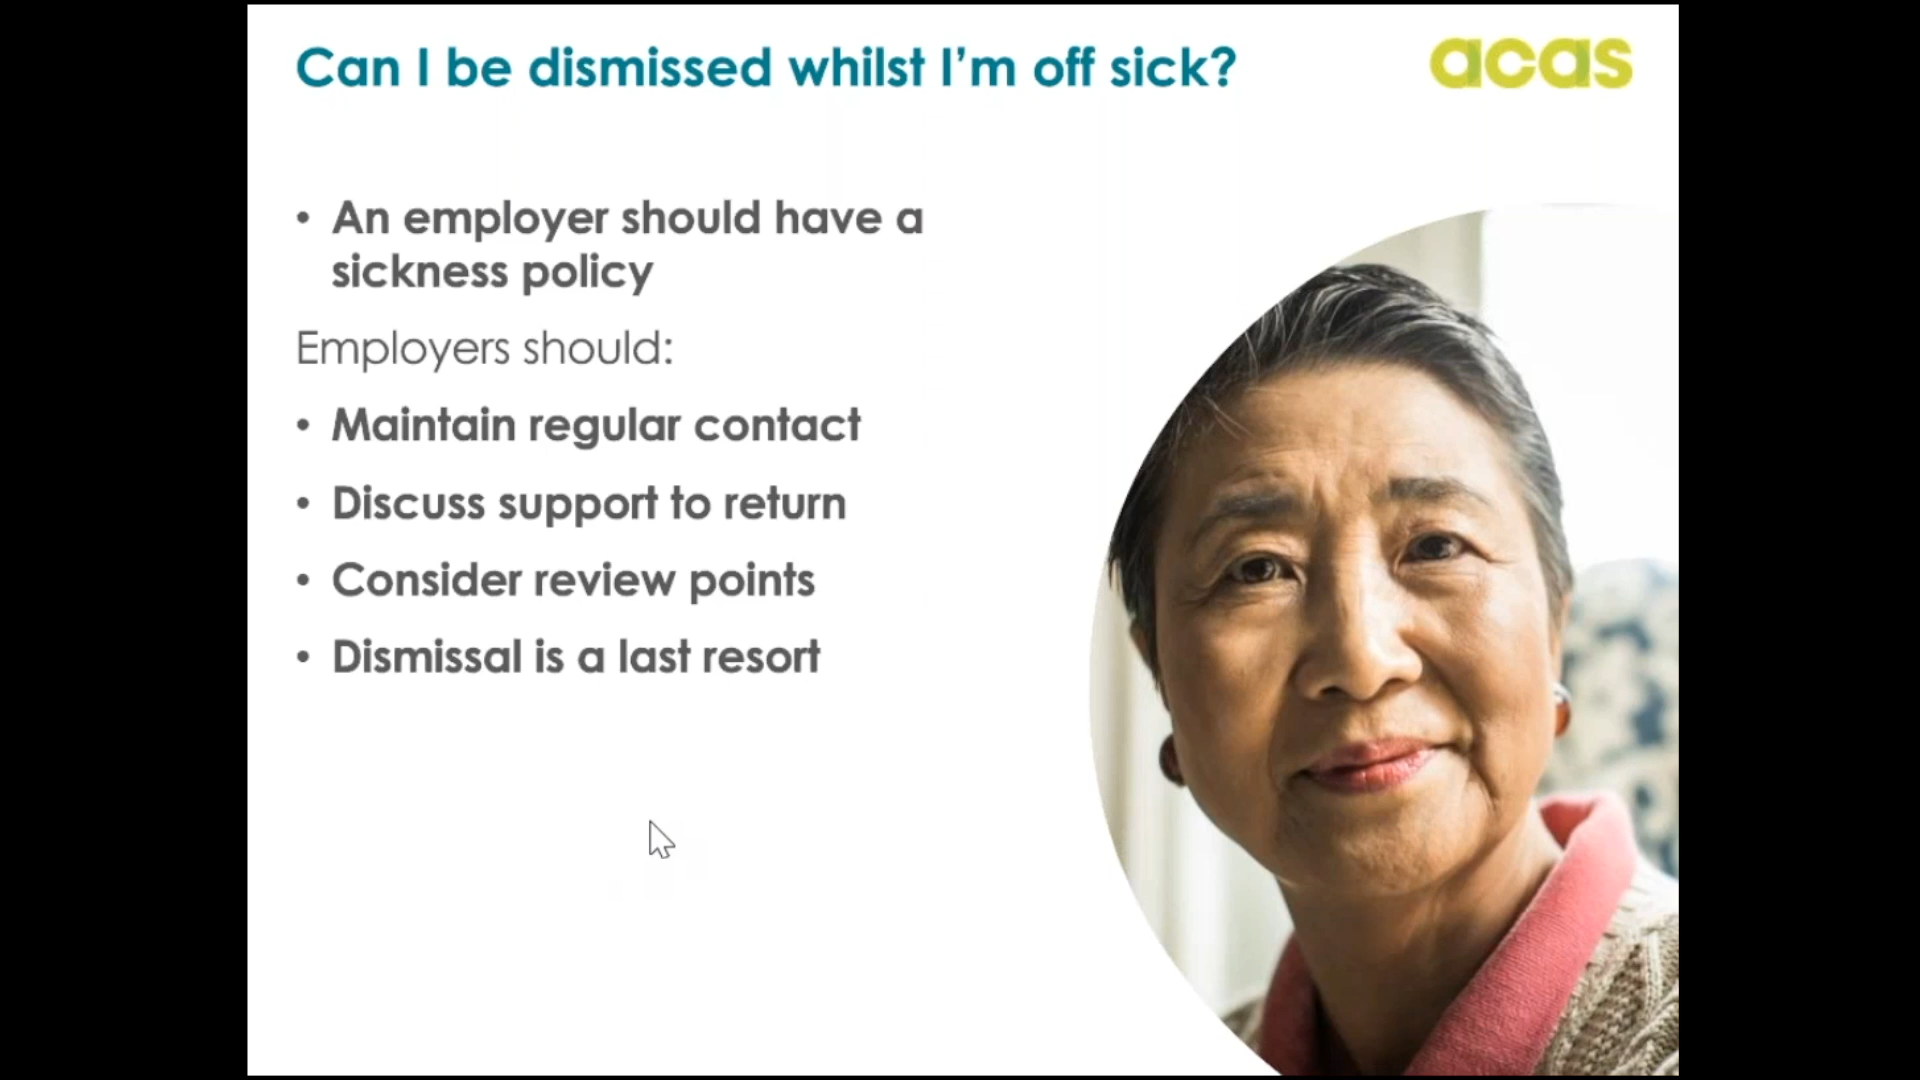 Can I be dismissed whilst I'm off sick?
acas
• An employer should have a
sickness policy
Employers should:
• Maintain regular contact
• Discuss support to return
• Consider review points
• Dismissal is a last resort